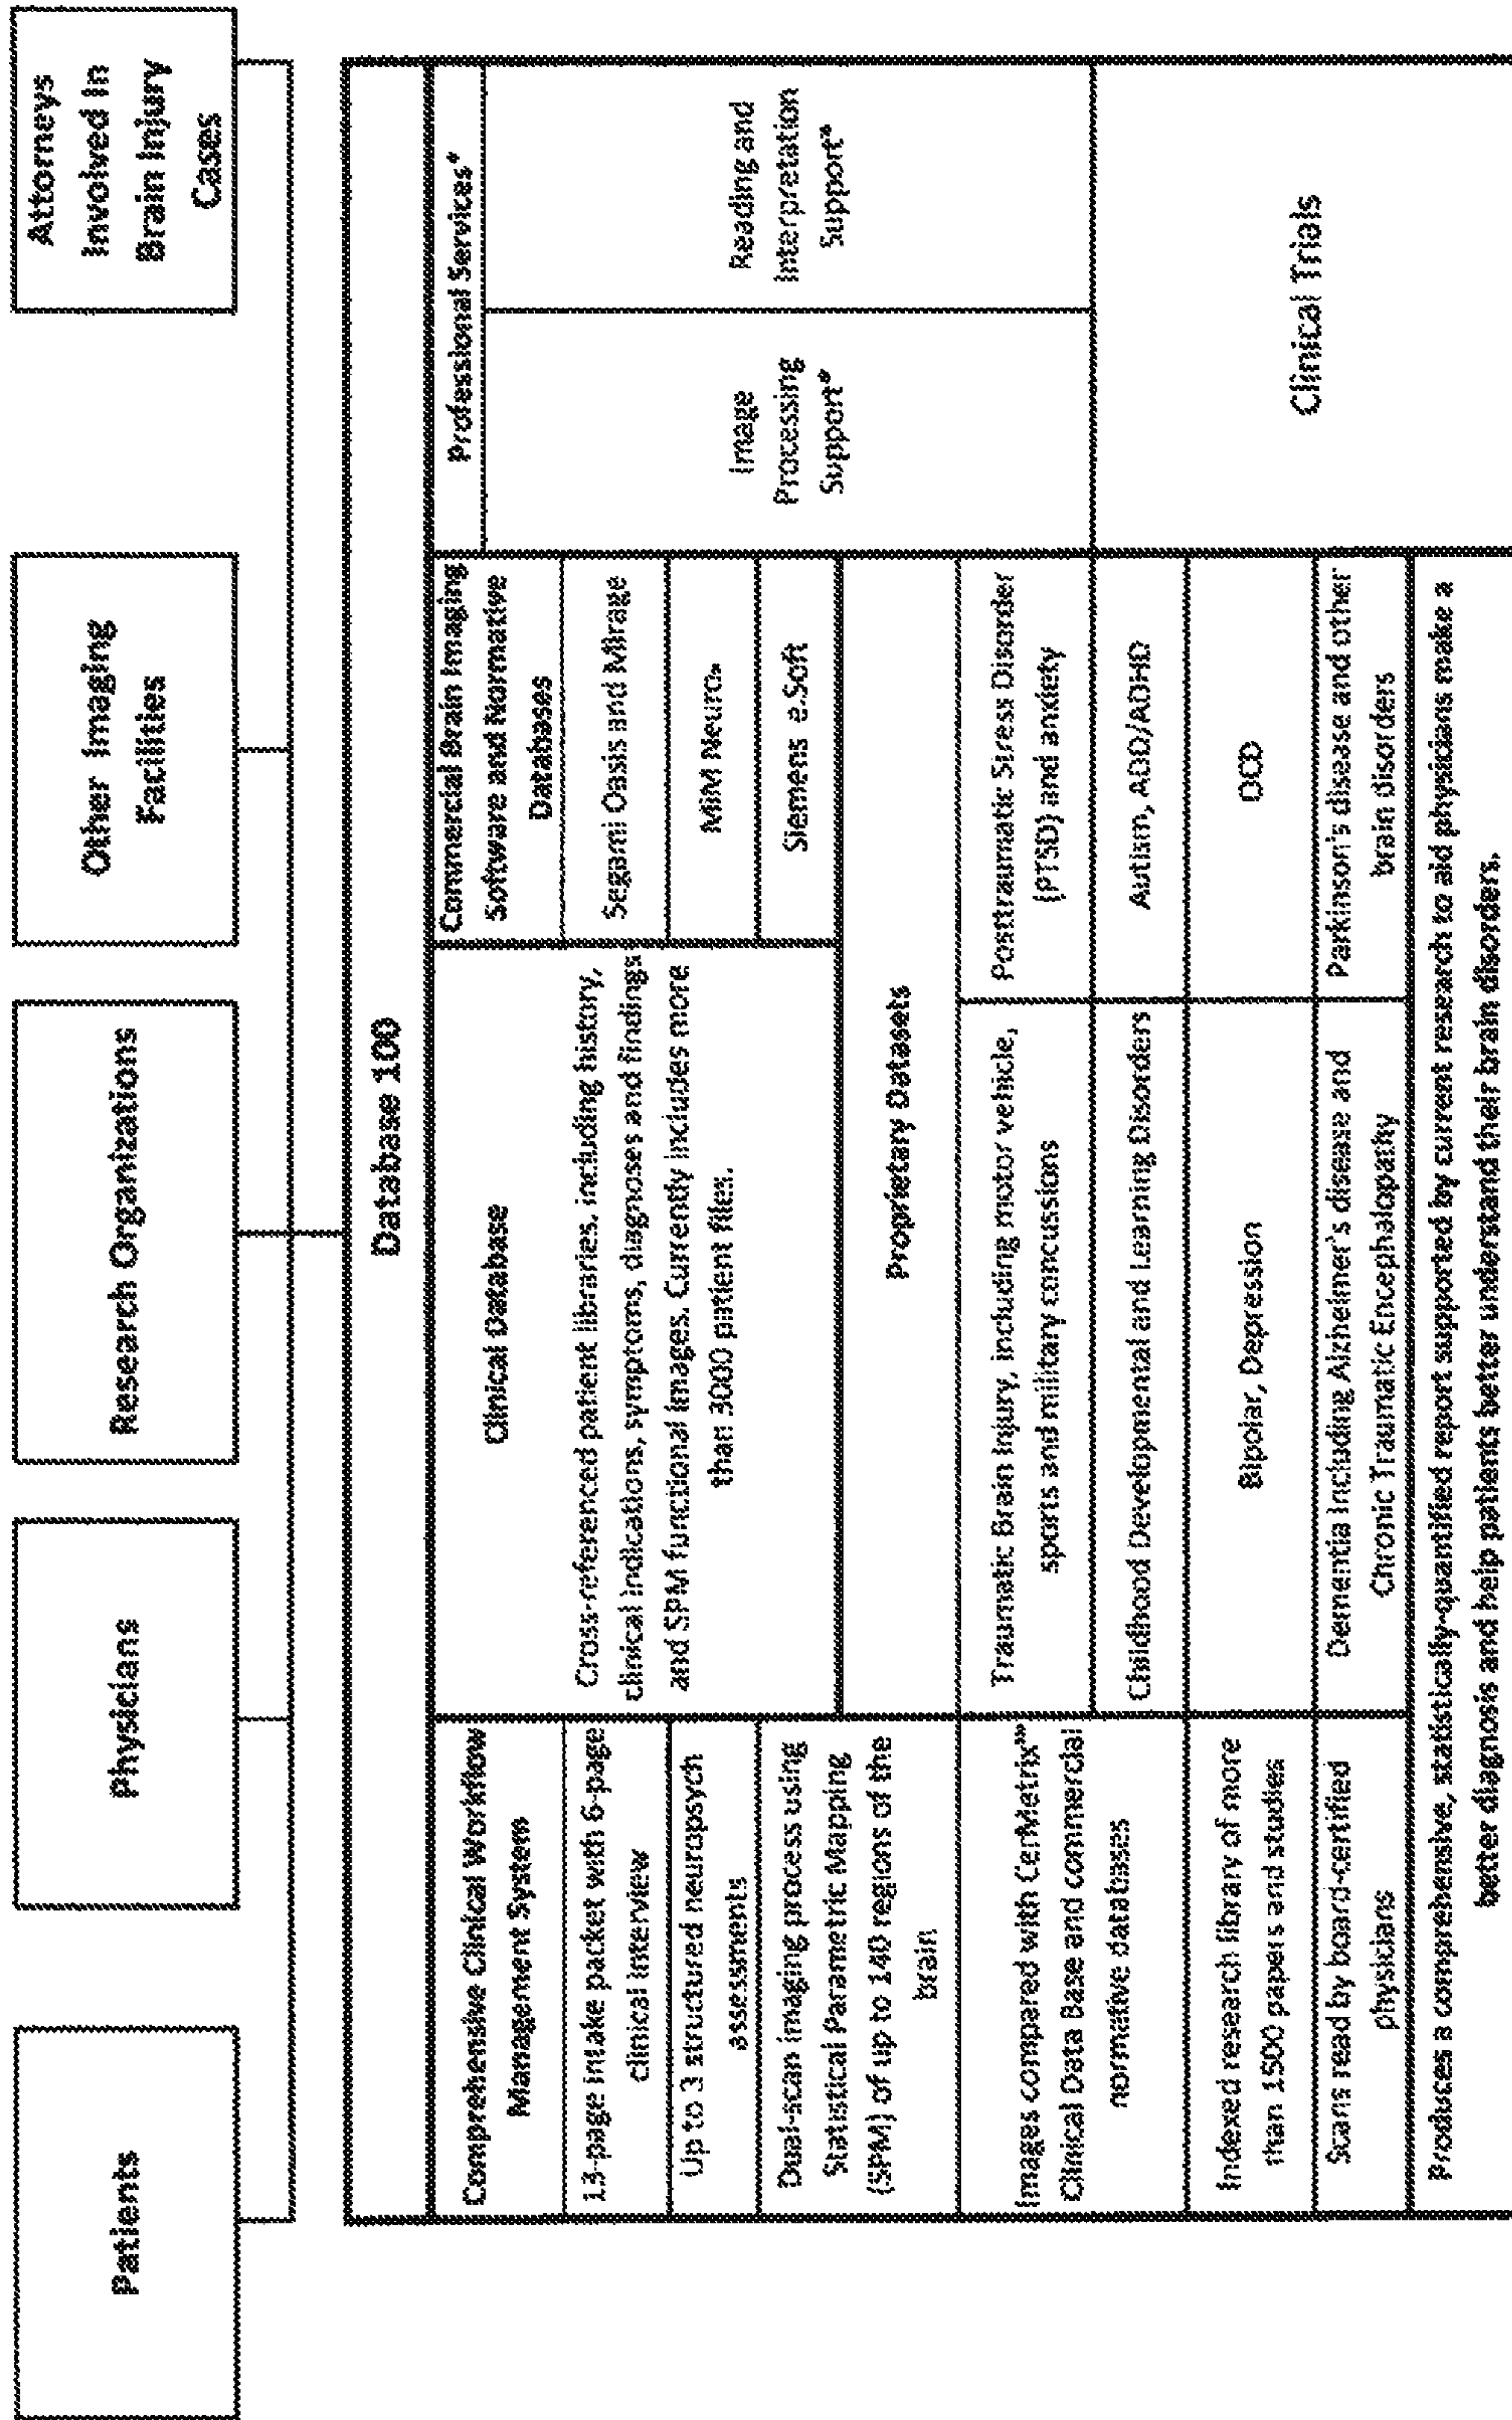 Patients
Physicians
Research Organizations
Other Imaging
Facilities
Attorneys
Involved In
Brain Injury
Cases
Database 100
Comprehensive Clinical Workflow
Management System
13-page intake packet with 6-page
clinical interview
Up to 3 structured neuropsych
assessments
Dual-scan imaging process using
Statistical Parametric Mapping
(SPM) of up to 140 regions of the
brain
Images compared with CerMetrix™
Clinical Data Base and commercial
normative databases
Indexed research library of more
than 1500 papers and studies
Scans read by board-certified
physicians
Clinical Database
Cross-referenced patient libraries, including history,
clinical indications, symptoms, diagnoses and findings
and SPM functional images. Currently includes more
than 3000 patient files.
Commercial Brain Imaging
Software and Normative
Databases
Segami Oasis and Mirage
MiM Neuro
Siemens e-Soft
Proprietary Datasets
Traumatic Brain Injury, including motor vehicle,
sports and military concussions
Posttraumatic Stress Disorder
(PTSD) and anxiety
Childhood Developmental and Learning Disorders
Autism, ADD/ADHD
Bipolar, Depression
OCD
Dementia Including Alzheimer's disease and
Chronic Traumatic Encephalopathy
Parkinson's disease and other
brain disorders
Professional Services*
Image
Processing
Support*
Reading and
Interpretation
Support*
Clinical Trials
Produces a comprehensive, statistically-quantified report supported by current research to aid physicians make a
better diagnosis and help patients better understand their brain disorders.